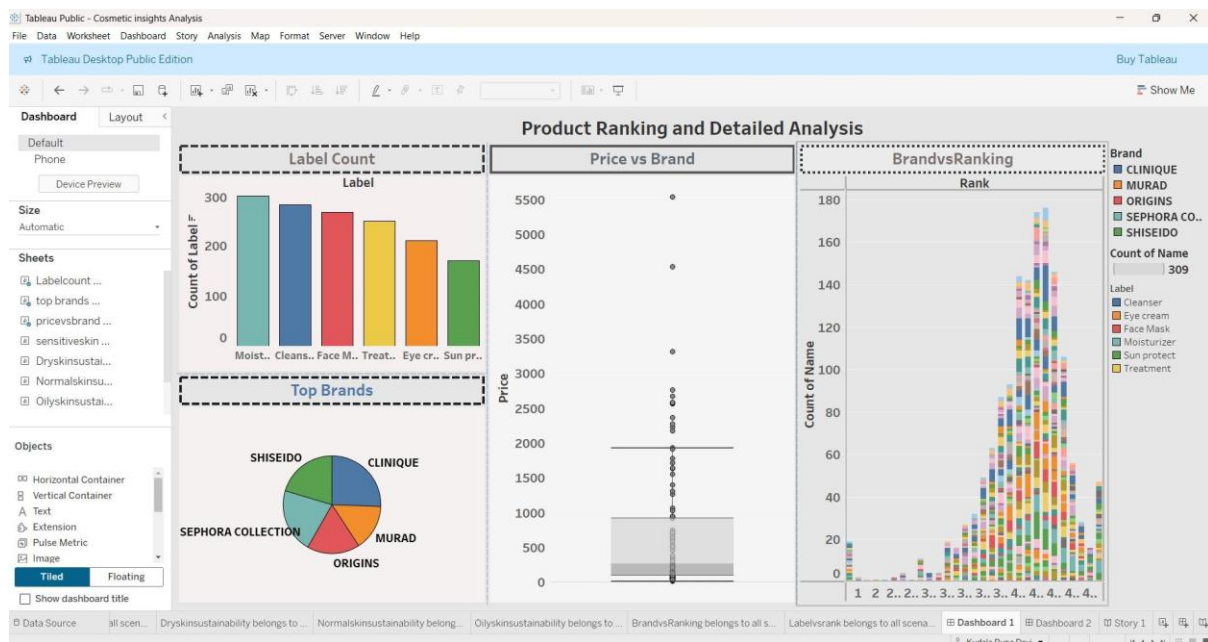 Tableau Public - Cosmetic insights Analysis
File Data Worksheet Dashboard Story Analysis Map Format Server Window Help
Tableau Desktop Public Edition
Buy Tableau
Show Me
Dashboard Layout
Default
Phone
Device Preview
Size
Automatic
Sheets
Labelcount ...
top brands ...
pricevsbrand ...
sensitiveskin ...
Dryskinsustai...
Normalskinsu...
Oilyskinsustai...
Objects
Horizontal Container
Vertical Container
Text
Extension
Pulse Metric
Image
Tiled Floating
Show dashboard title
Product Ranking and Detailed Analysis
Label Count
Label
Count of Label
300
200
100
0
Moist.. Cleans.. Face M.. Treat.. Eye cr.. Sun pr..
Top Brands
SHISEIDO
CLINIQUE
SEPHORA COLLECTION
MURAD
ORIGINS
Price vs Brand
Price
5500
5000
4500
4000
3500
3000
2500
2000
1500
1000
500
0
BrandvsRanking
Rank
Count of Name
180
160
140
120
100
80
60
40
20
0
1 2 2.. 2.. 3.. 3.. 3.. 3.. 3.. 4.. 4.. 4.. 4.. 4..
Brand
CLINIQUE
MURAD
ORIGINS
SEPHORA CO..
SHISEIDO
Count of Name
309
Label
Cleanser
Eye cream
Face Mask
Moisturizer
Sun protect
Treatment
Data Source all scen... Dryskinsustainability belongs to ... Normalskinsustainability belong... Oilyskinsustainability belongs to ... BrandvsRanking belongs to all s... Labelvsrank belongs to all scena... Dashboard 1 Dashboard 2 Story 1